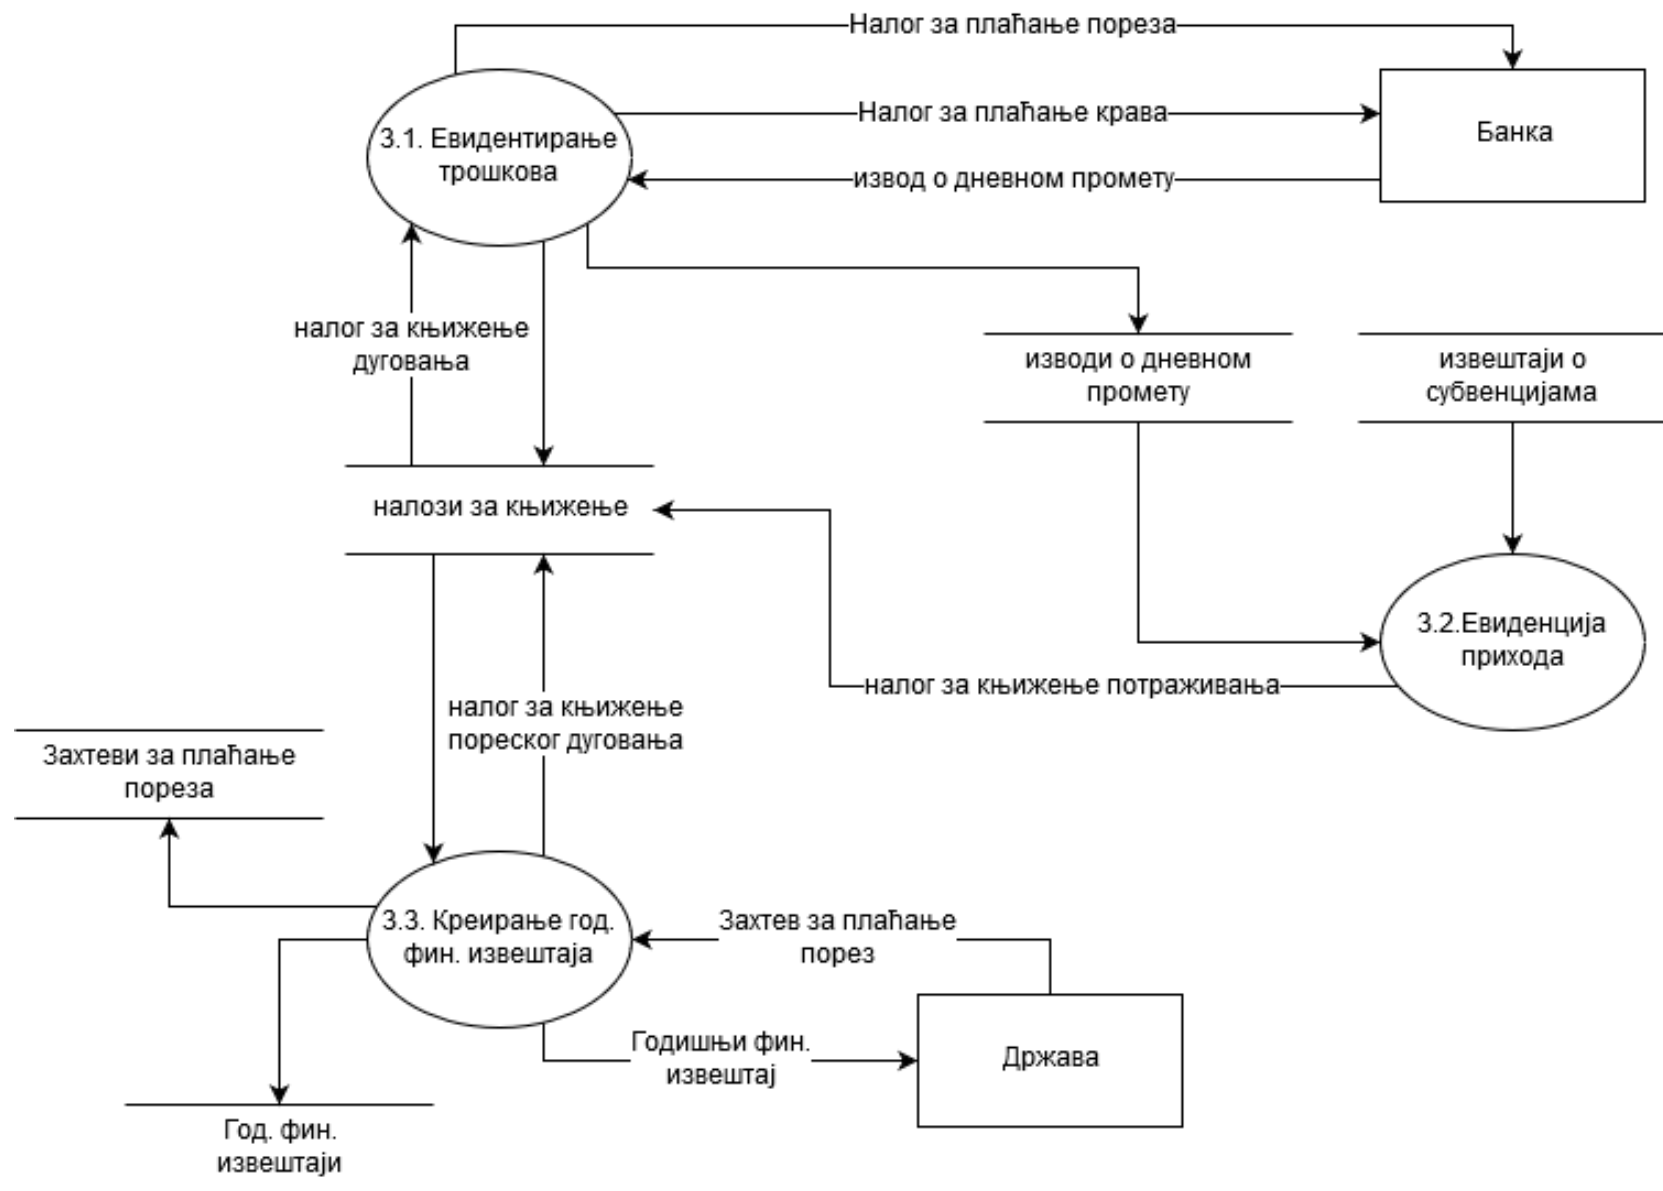 Налог за плаћање пореза
3.1. Евидентирање
трошкова
Налог за плаћање крава
Банка
извод о дневном промету
налог за књижење
дуговања
изводи о дневном
промету
извештаји о
субвенцијама
налози за књижење
3.2.Евиденција
прихода
налог за књижење потраживања
налог за књижење
пореског дуговања
Захтеви за плаћање
пореза
3.3. Креирање год.
фин. извештаја
Захтев за плаћање
порез
Годишњи фин.
извештај
Држава
Год. фин.
извештаји